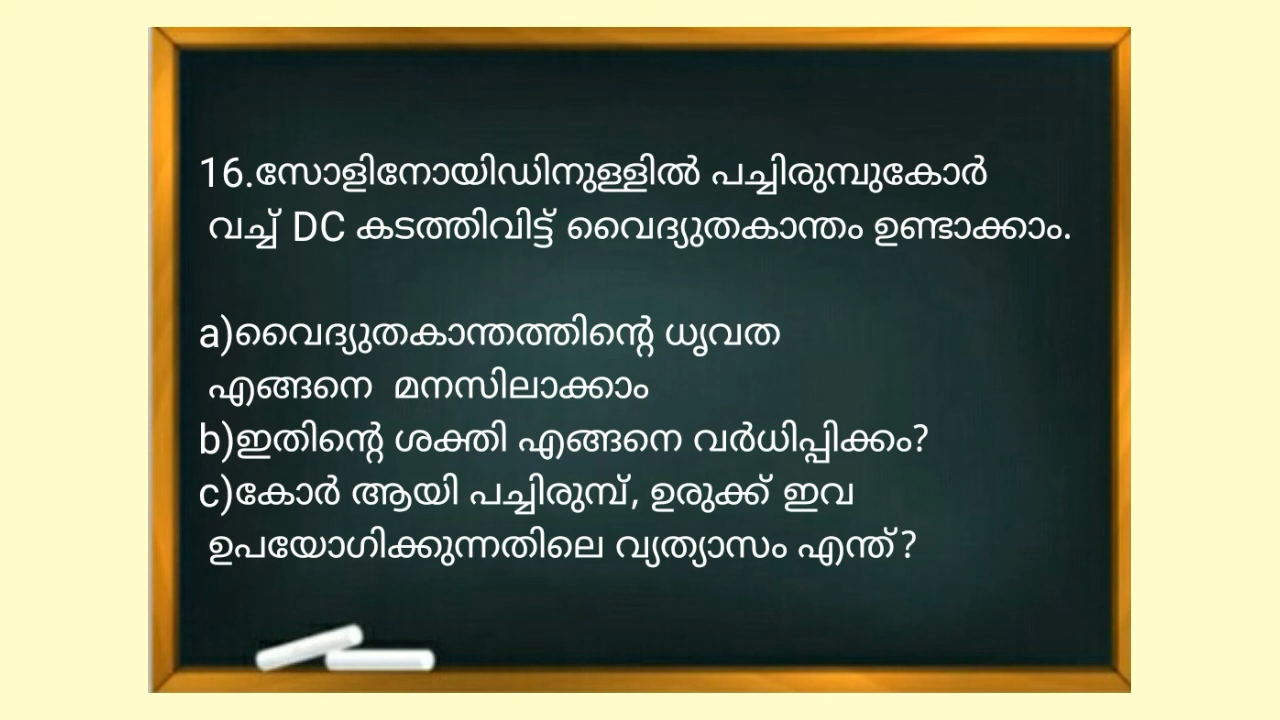 16.സോളിനോയിഡിനുള്ളിൽ പച്ചിരുമ്പുകോർ
വച്ച് DC കടത്തിവിട്ട് വൈദ്യുതകാന്തം ഉണ്ടാക്കാം.
a)വൈദ്യുതകാന്തത്തിന്റെ ധൃവത
എങ്ങനെ മനസിലാക്കാം
b)ഇതിന്റെ ശക്തി എങ്ങനെ വർധിപ്പിക്കം?
c)കോർ ആയി പച്ചിരുമ്പ്, ഉരുക്ക് ഇവ
ഉപയോഗിക്കുന്നതിലെ വ്യത്യാസം എന്ത്?